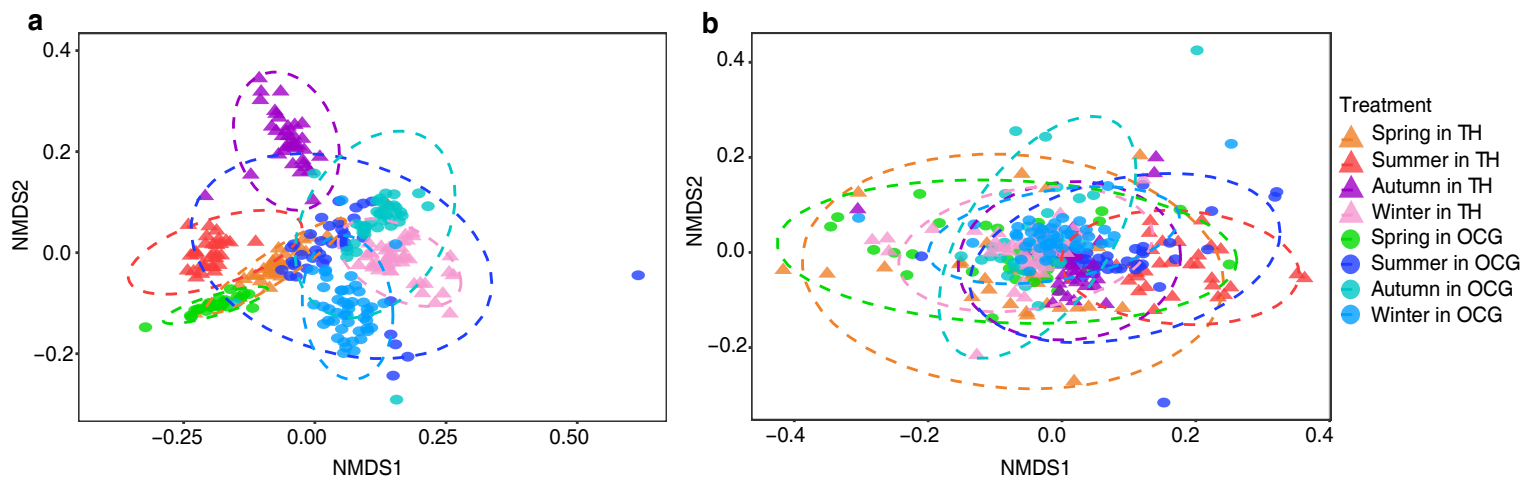 a
0.4
0.2
0.0
−0.2
NMDS2
−0.25
0.00
0.25
0.50
NMDS1
b
0.4
0.2
0.0
−0.2
NMDS2
−0.4
−0.2
0.0
0.2
0.4
NMDS1
Treatment
Spring in TH
Summer in TH
Autumn in TH
Winter in TH
Spring in OCG
Summer in OCG
Autumn in OCG
Winter in OCG